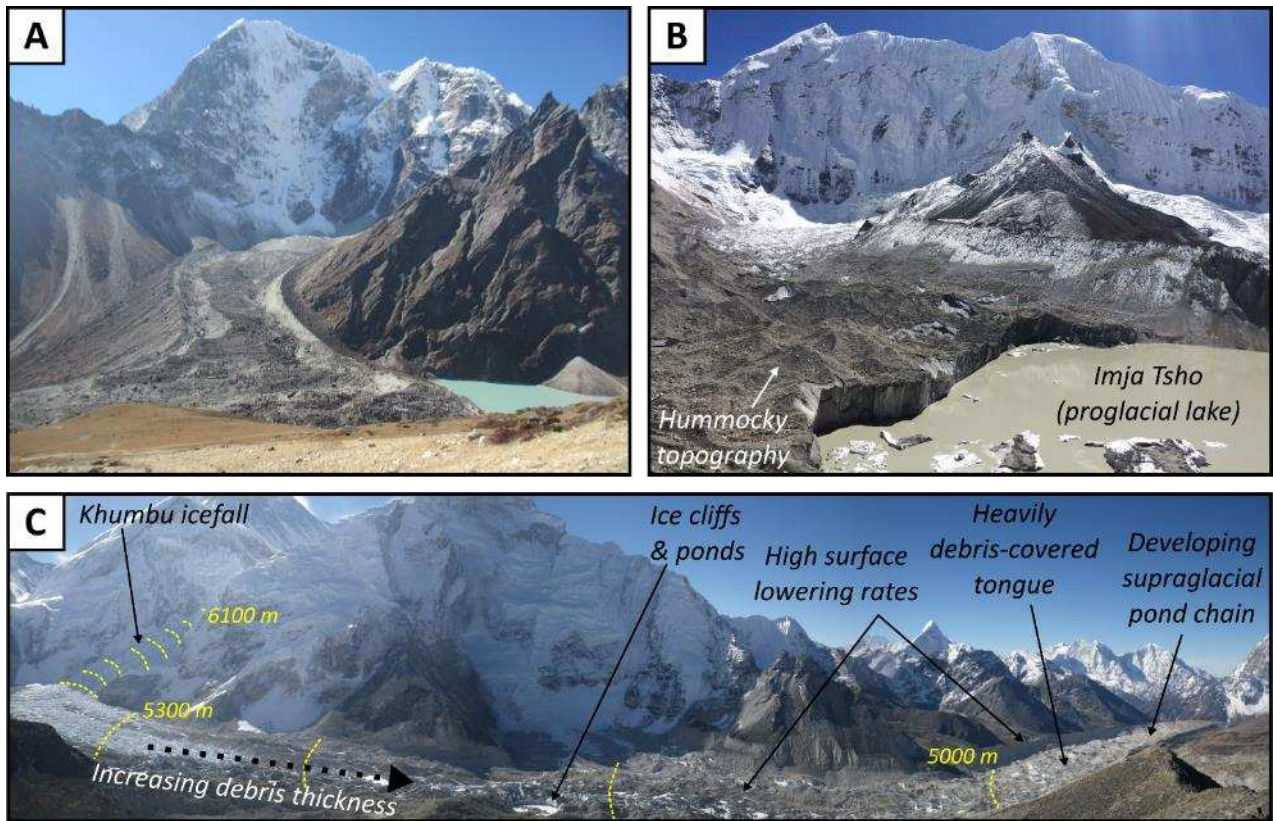 A
B
Hummocky
topography
Imja Tsho
(proglacial lake)
C
Khumbu icefall
6100 m
5300 m
Increasing debris thickness
Ice cliffs
& ponds
High surface
lowering rates
Heavily
debris-covered
tongue
Developing
supraglacial
pond chain
5000 m